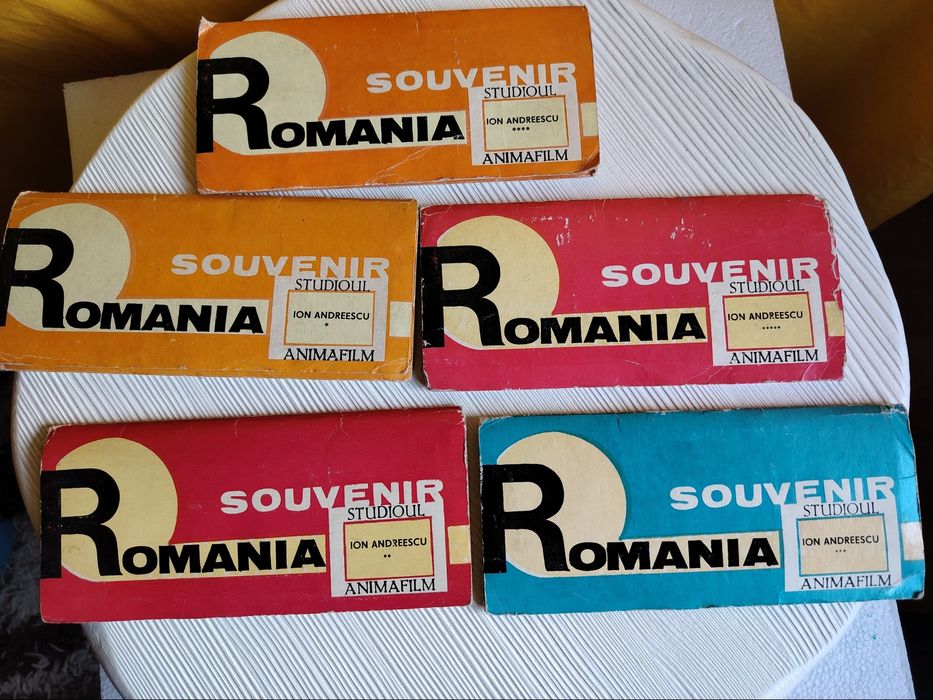 SOUVENIR
ROMANIA
STUDIOUL
ION ANDREESCU
****
ANIMAFILM
SOUVENIR
ROMANIA
STUDIOUL
ION ANDREESCU
*
ANIMAFILM
SOUVENIR
ROMANIA
STUDIOUL
ION ANDREESCU
*****
ANIMAFILM
SOUVENIR
ROMANIA
STUDIOUL
ION ANDREESCU
**
ANIMAFILM
SOUVENIR
ROMANIA
STUDIOUL
ION ANDREESCU
***
ANIMAFILM